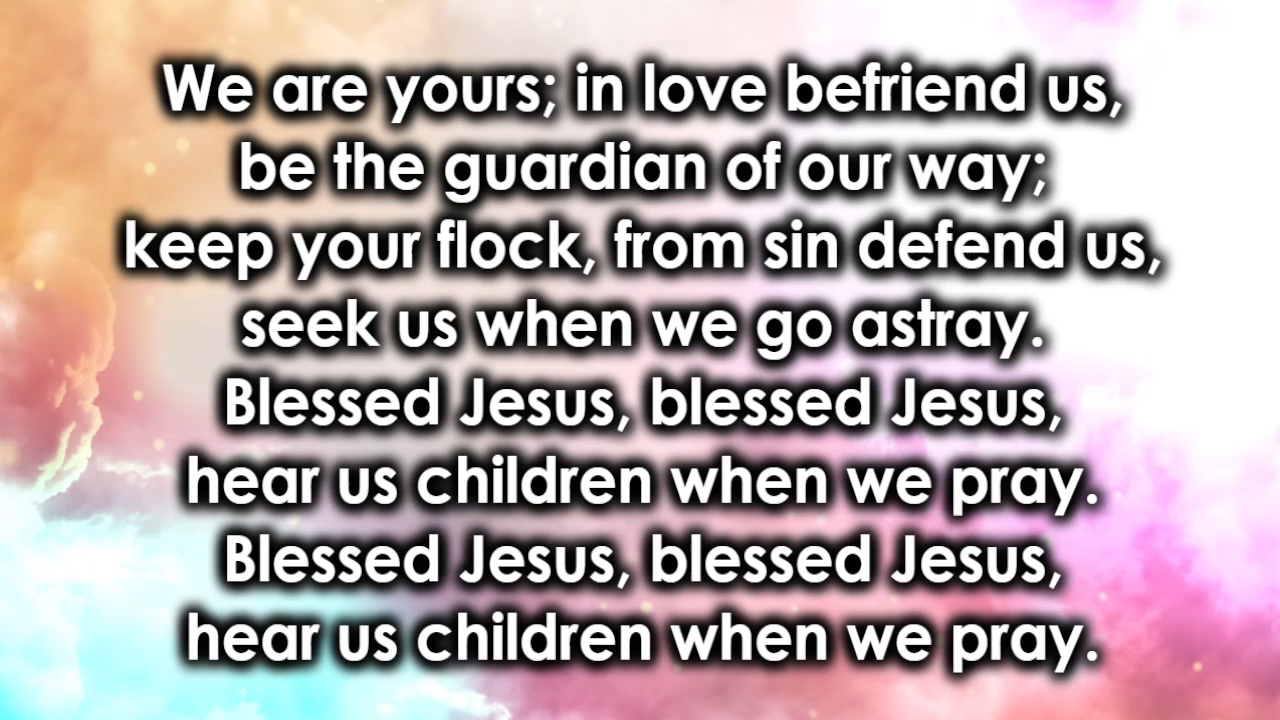 We are yours; in love befriend us,
be the guardian of our way;
keep your flock, from sin defend us,
seek us when we go astray.
Blessed Jesus, blessed Jesus,
hear us children when we pray.
Blessed Jesus, blessed Jesus,
hear us children when we pray.